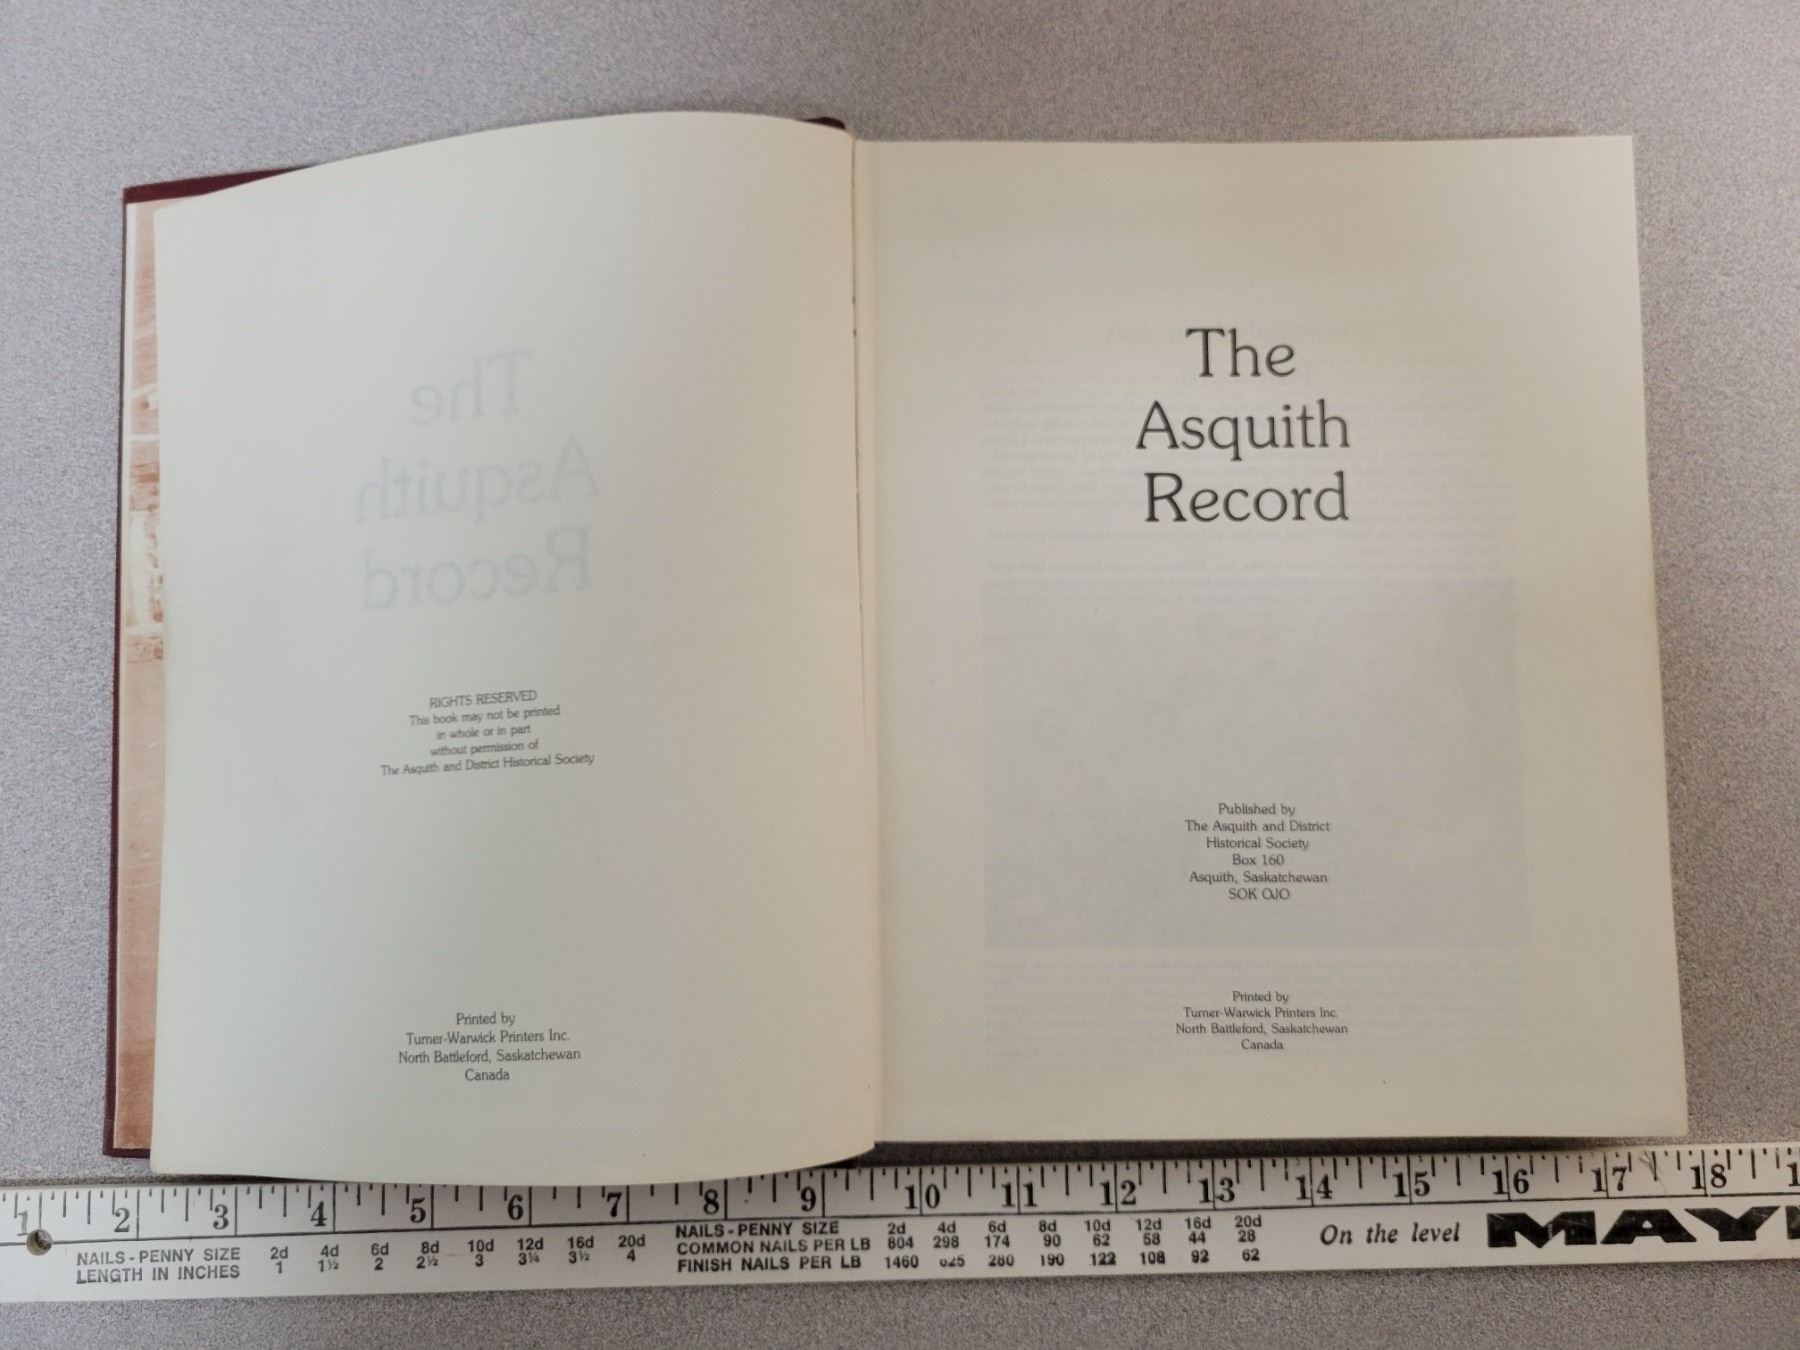 RIGHTS RESERVED
This book may not be printed
in whole or in part
without permission of
The Asquith and District Historical Society
Printed by
Turner-Warwick Printers Inc.
North Battleford, Saskatchewan
Canada
The
Asquith
Record
Published by
The Asquith and District
Historical Society
Box 160
Asquith, Saskatchewan
SOK OJO
Printed by
Turner-Warwick Printers Inc.
North Battleford, Saskatchewan
Canada
1 2 3 4 5 6 7 8 9 10 11 12 13 14 15 16 17 18
NAILS - PENNY SIZE 2d 4d 6d 8d 10d 12d 16d 20d
LENGTH IN INCHES 1 1½ 2 2½ 3 3¼ 3½ 4
NAILS - PENNY SIZE 2d 4d 6d 8d 10d 12d 16d 20d
COMMON NAILS PER LB 804 298 174 90 62 58 44 28
FINISH NAILS PER LB 1460 625 280 190 122 108 92 62
On the level MAY